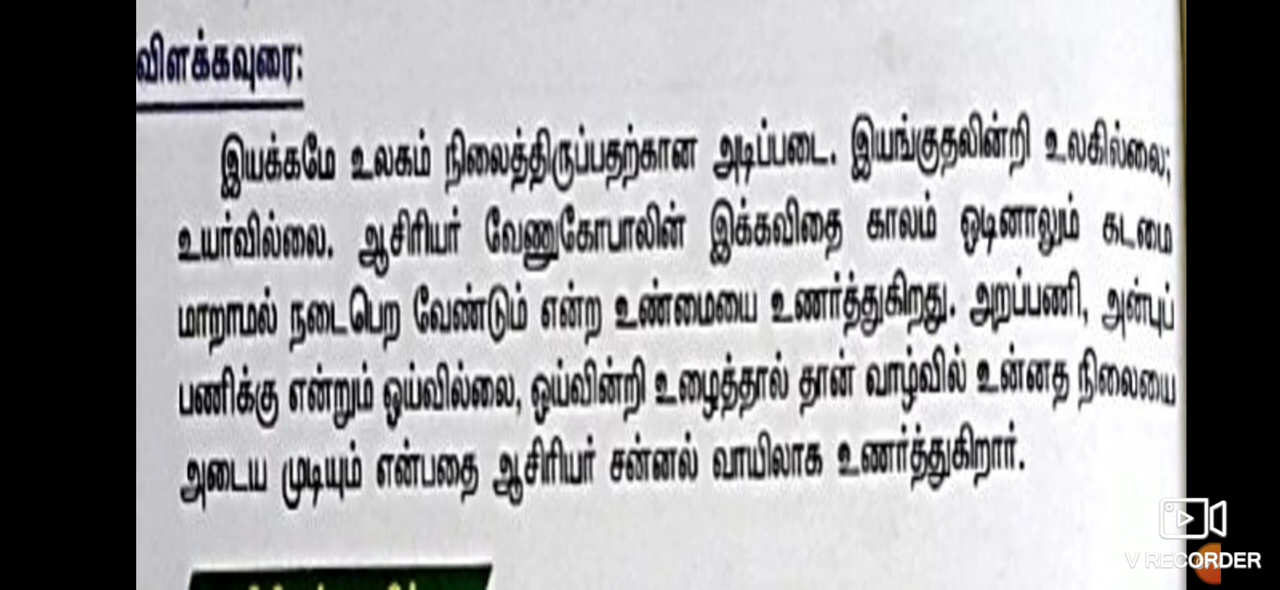 விளக்கவுரை:
இயக்கமே உலகம் நிலைத்திருப்பதற்கான அடிப்படை. இயங்குதலின்றி உலகில்லை;
உயர்வில்லை. ஆசிரியர் வேணுகோபாலின் இக்கவிதை காலம் ஓடினாலும் கடமை
மாறாமல் நடைபெற வேண்டும் என்ற உண்மையை உணர்த்துகிறது. அறப்பணி, அன்புப்
பணிக்கு என்றும் ஓய்வில்லை, ஓய்வின்றி உழைத்தால் தான் வாழ்வில் உன்னத நிலையை
அடைய முடியும் என்பதை ஆசிரியர் சன்னல் வாயிலாக உணர்த்துகிறார்.
V RECORDER